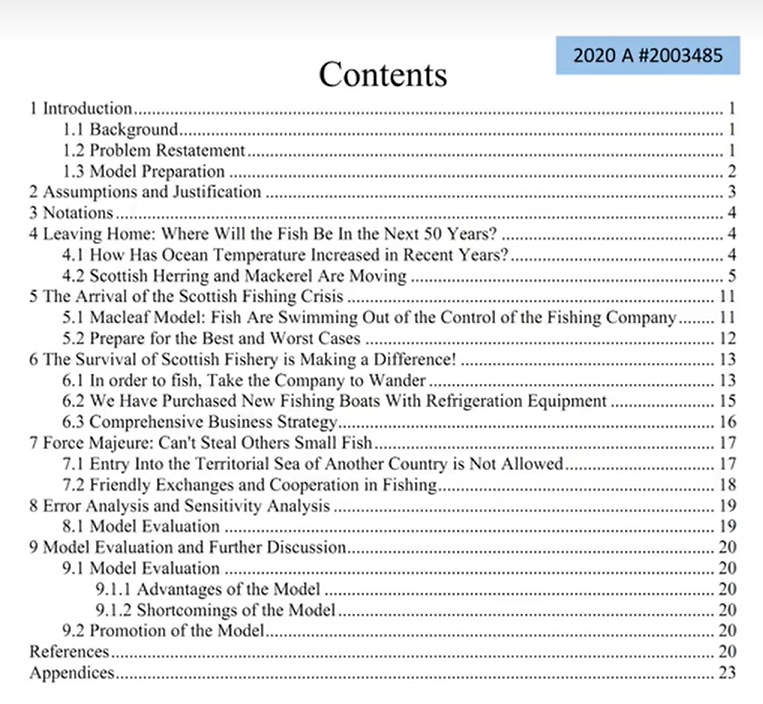 2020 A #2003485
Contents
1 Introduction........................................................................................................ 1
1.1 Background................................................................................................ 1
1.2 Problem Restatement................................................................................ 1
1.3 Model Preparation .................................................................................... 2
2 Assumptions and Justification ............................................................................ 3
3 Notations............................................................................................................. 4
4 Leaving Home: Where Will the Fish Be In the Next 50 Years? ........................ 4
4.1 How Has Ocean Temperature Increased in Recent Years?...................... 4
4.2 Scottish Herring and Mackerel Are Moving ............................................ 5
5 The Arrival of the Scottish Fishing Crisis ......................................................... 11
5.1 Macleaf Model: Fish Are Swimming Out of the Control of the Fishing Company........ 11
5.2 Prepare for the Best and Worst Cases ..................................................... 12
6 The Survival of Scottish Fishery is Making a Difference! ................................ 13
6.1 In order to fish, Take the Company to Wander ........................................ 13
6.2 We Have Purchased New Fishing Boats With Refrigeration Equipment ....................... 15
6.3 Comprehensive Business Strategy........................................................... 16
7 Force Majeure: Can't Steal Others Small Fish................................................... 17
7.1 Entry Into the Territorial Sea of Another Country is Not Allowed................................. 17
7.2 Friendly Exchanges and Cooperation in Fishing..................................... 18
8 Error Analysis and Sensitivity Analysis ............................................................ 19
8.1 Model Evaluation ..................................................................................... 19
9 Model Evaluation and Further Discussion......................................................... 20
9.1 Model Evaluation ..................................................................................... 20
9.1.1 Advantages of the Model ................................................................ 20
9.1.2 Shortcomings of the Model............................................................. 20
9.2 Promotion of the Model............................................................................ 20
References.............................................................................................................. 20
Appendices............................................................................................................. 23